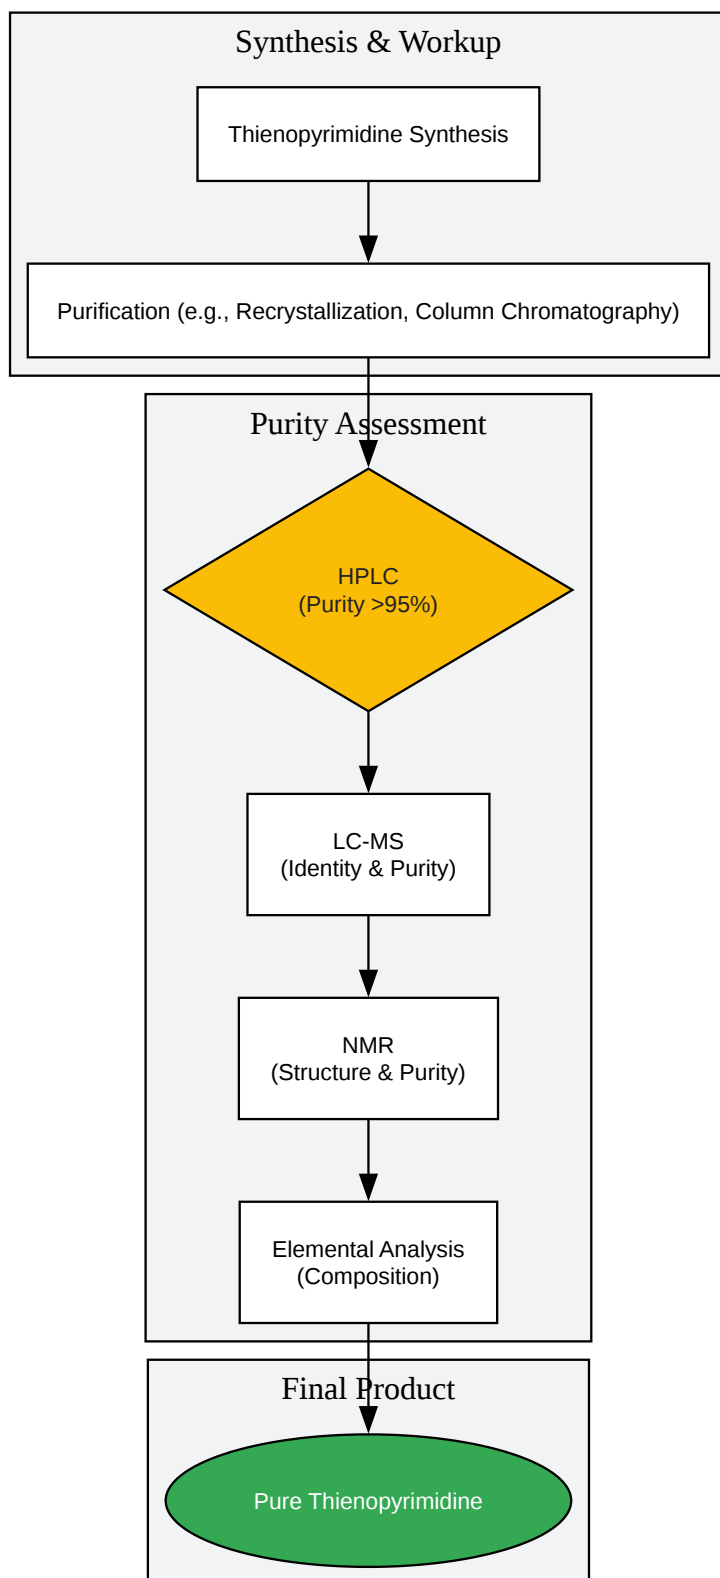 Synthesis & Workup
Thienopyrimidine Synthesis
Purification (e.g., Recrystallization, Column Chromatography)
Purity Assessment
HPLC
(Purity >95%)
LC-MS
(Identity & Purity)
NMR
(Structure & Purity)
Elemental Analysis
(Composition)
Final Product
Pure Thienopyrimidine